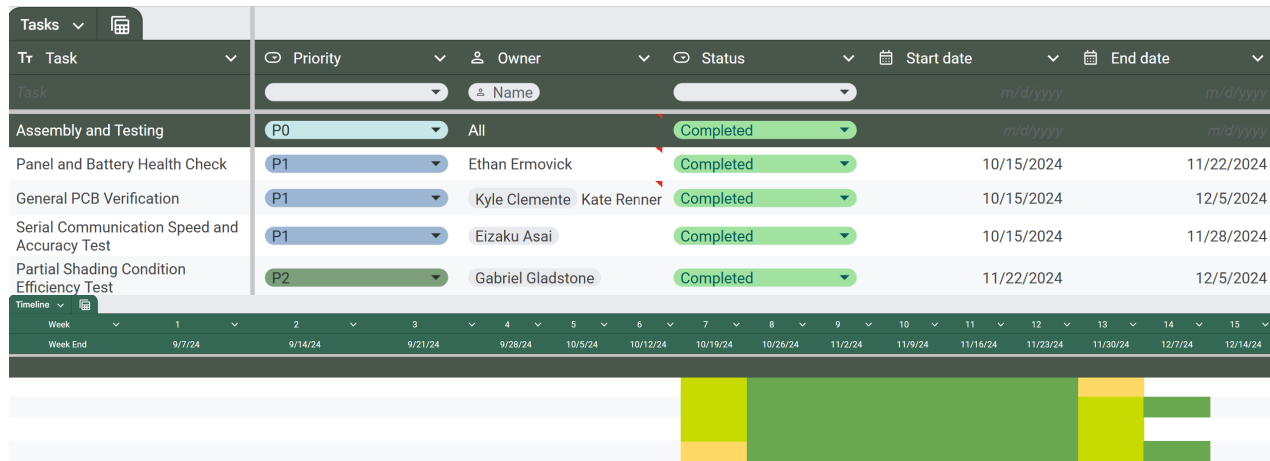 Tasks
Task Priority Owner Status Start date End date
Task Name m/d/yyyy m/d/yyyy
Assembly and Testing P0 All Completed m/d/yyyy m/d/yyyy
Panel and Battery Health Check P1 Ethan Ermovick Completed 10/15/2024 11/22/2024
General PCB Verification P1 Kyle Clemente Kate Renner Completed 10/15/2024 12/5/2024
Serial Communication Speed and
Accuracy Test P1 Eizaku Asai Completed 10/15/2024 11/28/2024
Partial Shading Condition
Efficiency Test P2 Gabriel Gladstone Completed 11/22/2024 12/5/2024
Timeline
Week 1 2 3 4 5 6 7 8 9 10 11 12 13 14 15
Week End 9/7/24 9/14/24 9/21/24 9/28/24 10/5/24 10/12/24 10/19/24 10/26/24 11/2/24 11/9/24 11/16/24 11/23/24 11/30/24 12/7/24 12/14/24